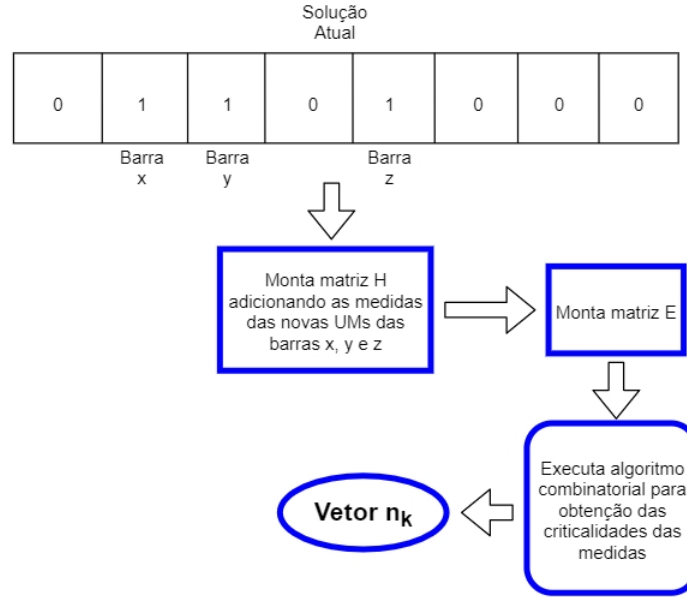 Solução
Atual
0 1 1 0 1 0 0 0
Barra Barra Barra
x y z
Monta matriz H
adicionando as medidas
das novas UMs das
barras x, y e z
Monta matriz E
Executa algoritmo
combinatorial para
obtenção das
criticalidades das
medidas
Vetor nk